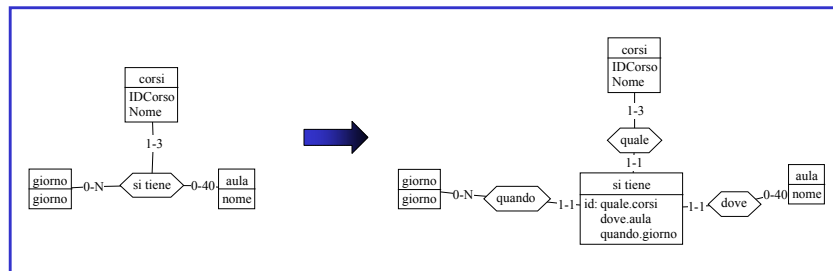 corsi
IDCorso
Nome
1-3
giorno
giorno
0-N
si tiene
0-40
aula
nome
corsi
IDCorso
Nome
1-3
quale
1-1
giorno
giorno
0-N
quando
1-1
si tiene
id: quale.corsi
dove.aula
quando.giorno
1-1
dove
0-40
aula
nome